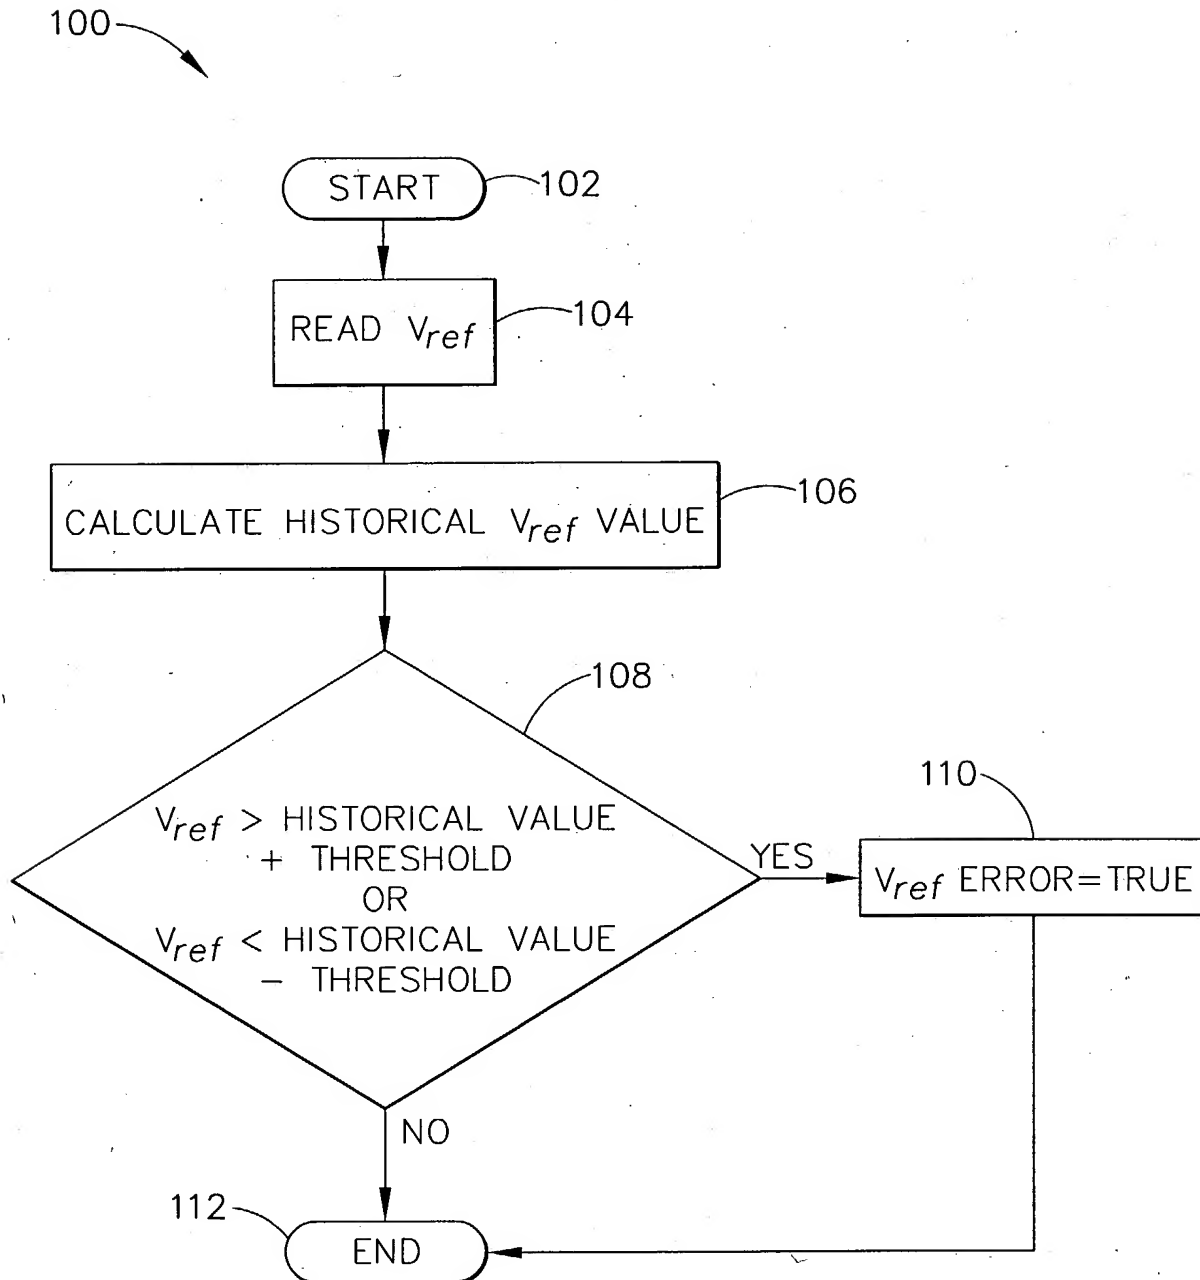 100
START
102
READ Vref
104
CALCULATE HISTORICAL Vref VALUE
106
108
Vref > HISTORICAL VALUE
+ THRESHOLD
OR
Vref < HISTORICAL VALUE
− THRESHOLD
YES
110
Vref ERROR=TRUE
NO
112
END